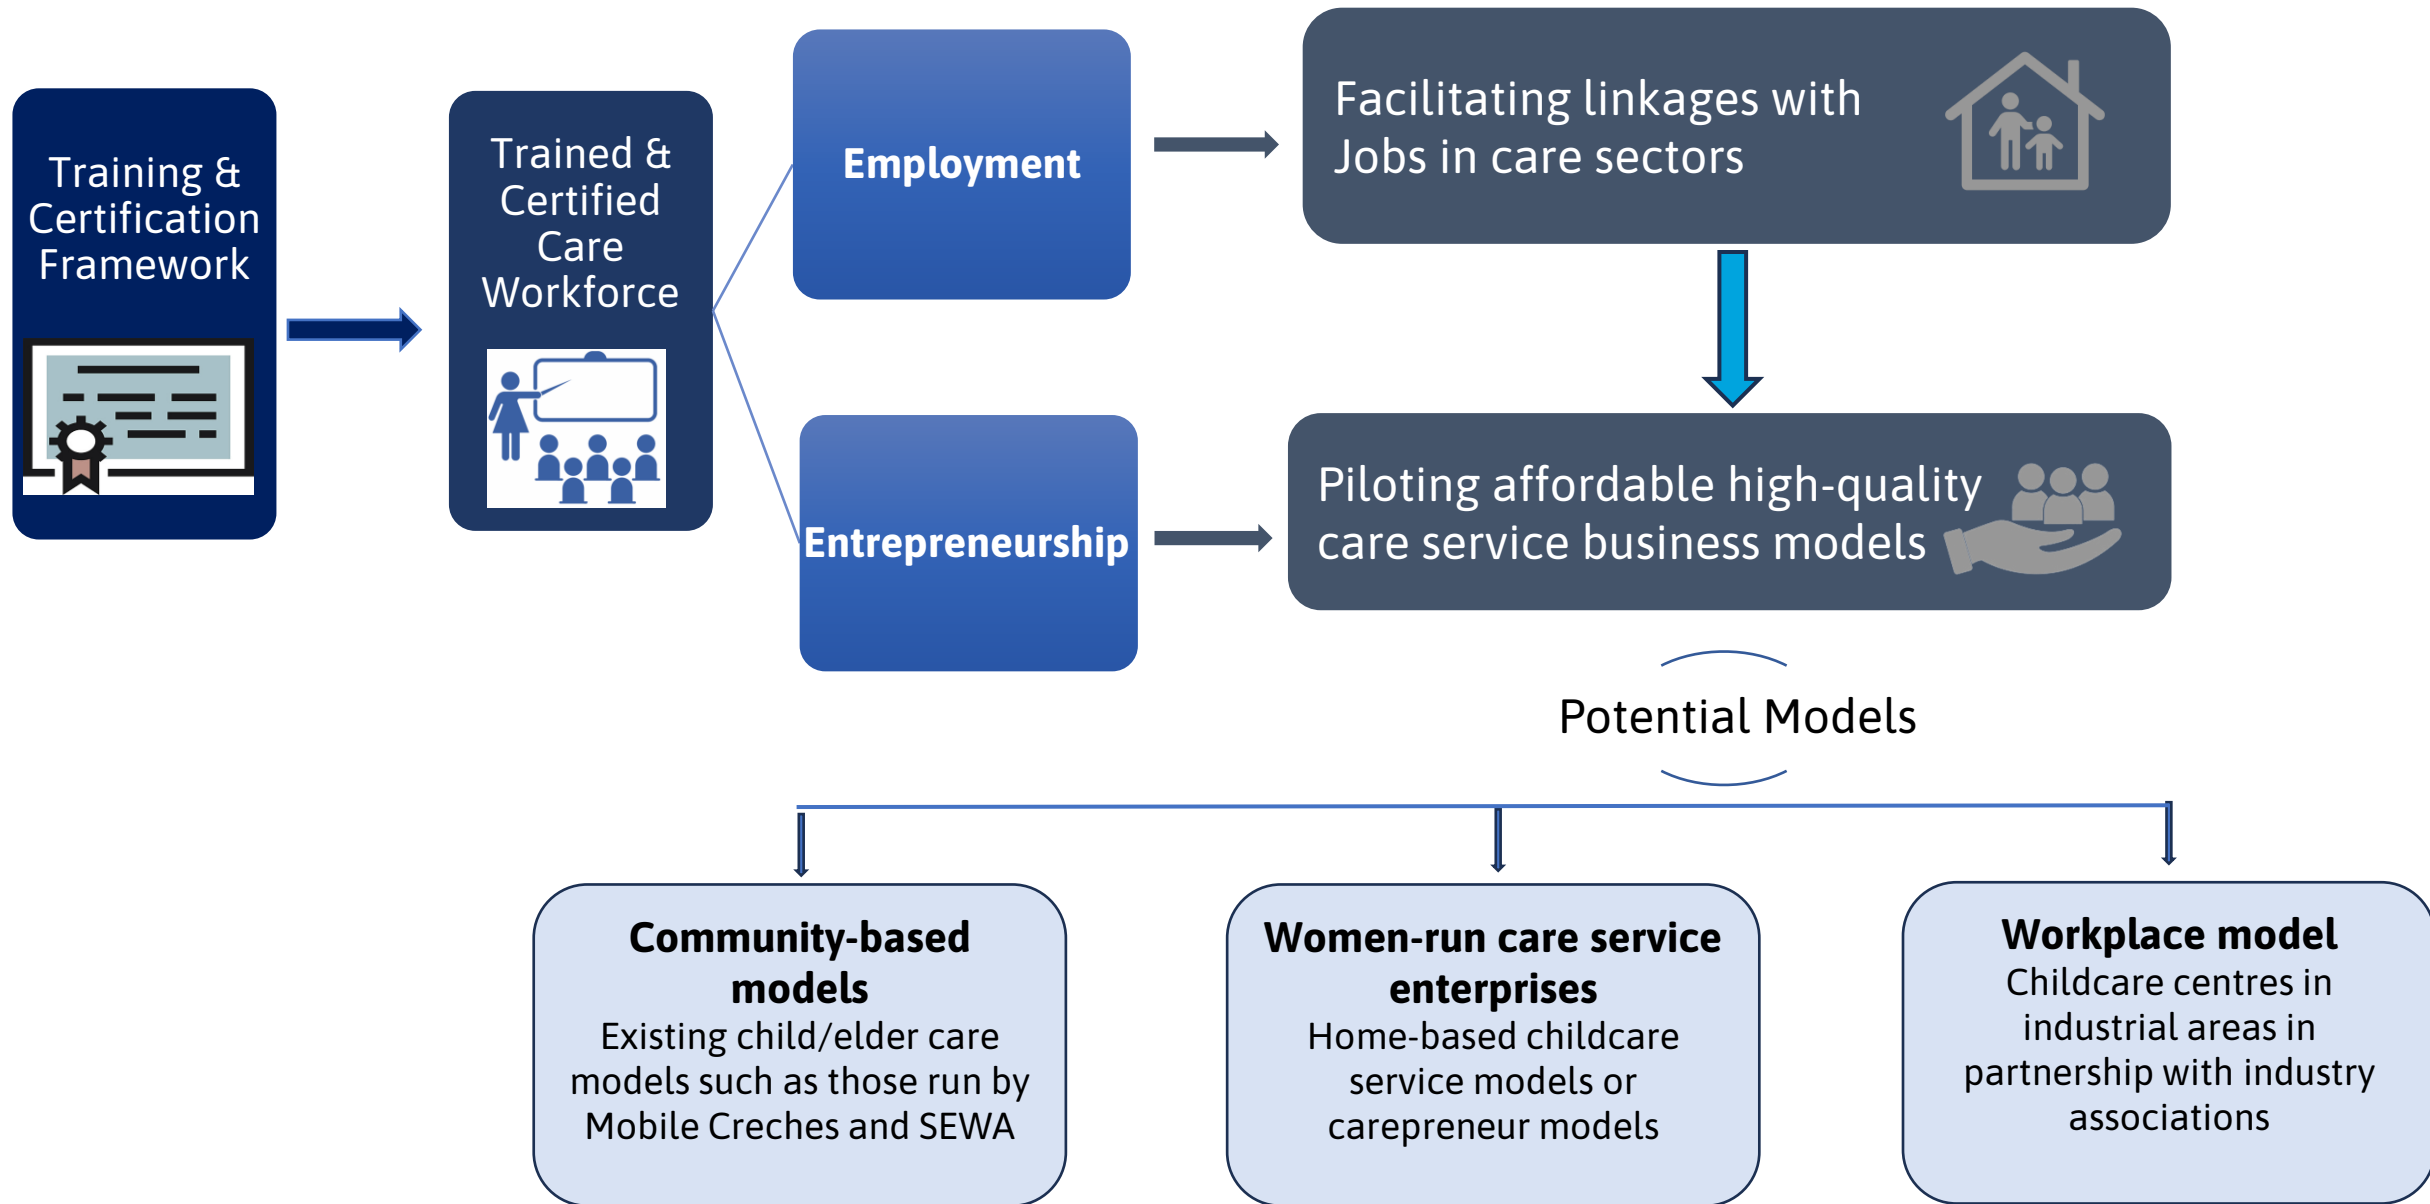 Training &
Certification
Framework
Trained &
Certified
Care
Workforce
Employment
Facilitating linkages with
Jobs in care sectors
Entrepreneurship
Piloting affordable high-quality
care service business models
Potential Models
Community-based
models
Existing child/elder care
models such as those run by
Mobile Creches and SEWA
Women-run care service
enterprises
Home-based childcare
service models or
carepreneur models
Workplace model
Childcare centres in
industrial areas in
partnership with industry
associations